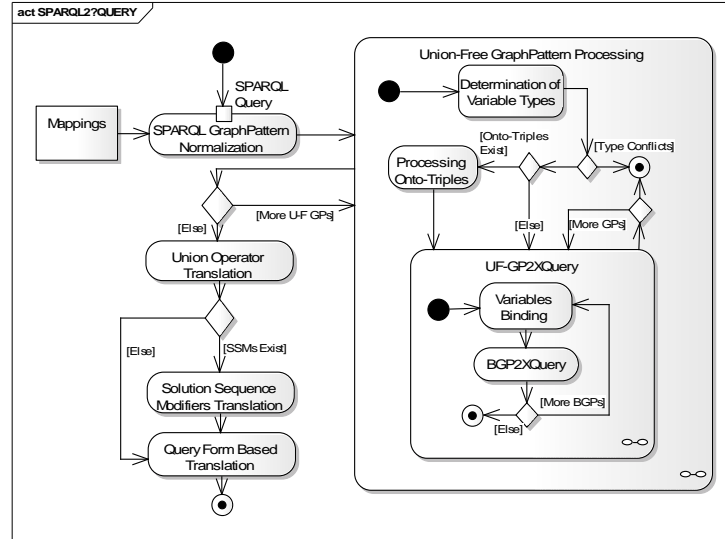 act SPARQL2?QUERY
SPARQL
Query
Mappings
SPARQL GraphPattern
Normalization
[More U-F GPs]
[Else]
Union Operator
Translation
[Else]
[SSMs Exist]
Solution Sequence
Modifiers Translation
Query Form Based
Translation
Union-Free GraphPattern Processing
Determination of
Variable Types
[Onto-Triples
Exist]
[Type Conflicts]
Processing
Onto-Triples
[Else]
[More GPs]
UF-GP2XQuery
Variables
Binding
BGP2XQuery
[More BGPs]
[Else]